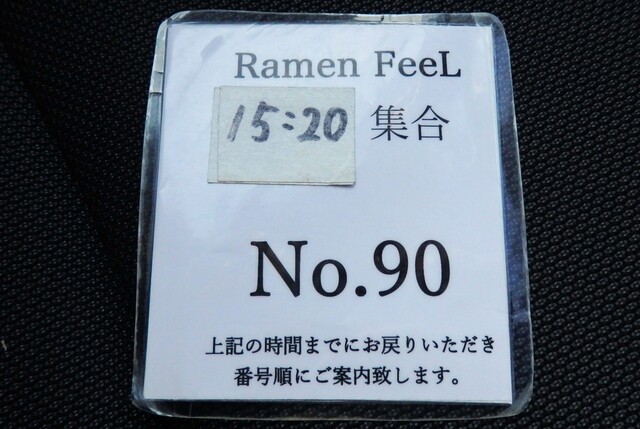 Ramen FeeL
15:20 集合
No.90
上記の時間までにお戻りいただき
番号順にご案内致します。